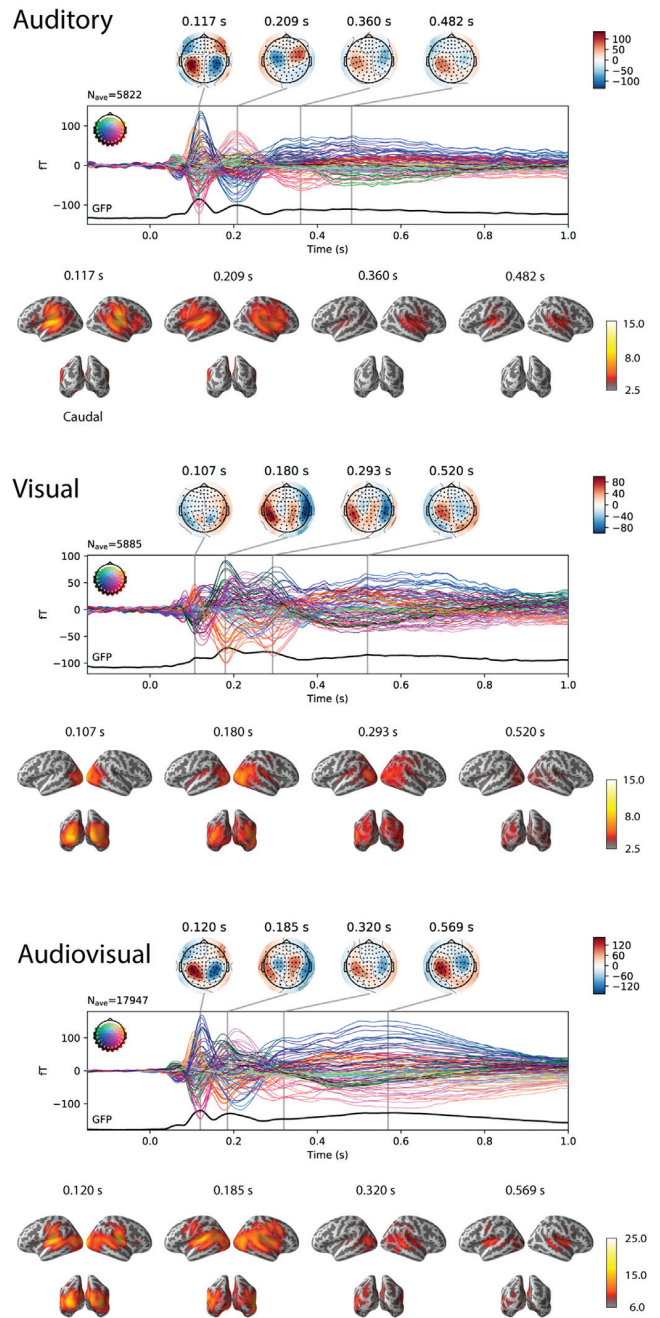 Auditory
0.117 s 0.209 s 0.360 s 0.482 s
120
60
0
−60
−120
Nave=5822
100
0
−100
fT
GFP
0.0 0.2 0.4 0.6 0.8 1.0
Time (s)
0.117 s 0.209 s 0.360 s 0.482 s
15.0
8.0
2.5
Caudal
Visual
0.107 s 0.180 s 0.293 s 0.520 s
80
40
0
−40
−80
Nave=5885
100
50
0
−50
−100
fT
GFP
0.0 0.2 0.4 0.6 0.8 1.0
Time (s)
0.107 s 0.180 s 0.293 s 0.520 s
15.0
8.0
2.5
Audiovisual
0.120 s 0.185 s 0.320 s 0.569 s
120
60
0
−60
−120
Nave=17947
100
0
−100
fT
GFP
0.0 0.2 0.4 0.6 0.8 1.0
Time (s)
0.120 s 0.185 s 0.320 s 0.569 s
25.0
15.0
6.0